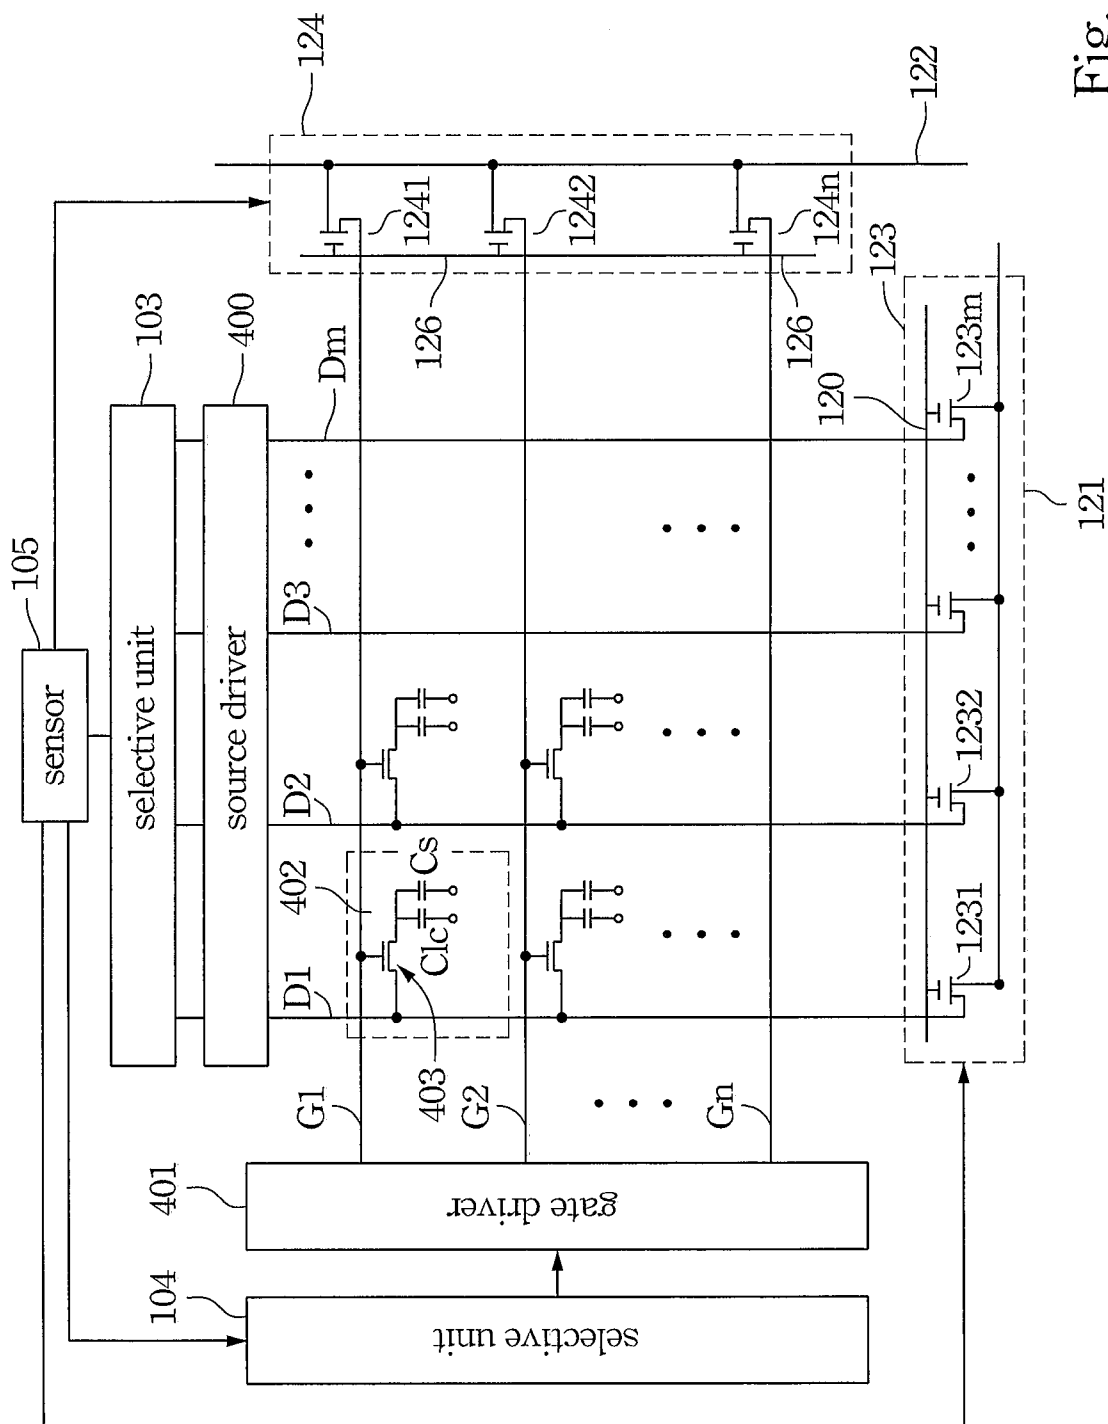 Fig.
124
122
1241
1242
124n
126
126
103
400
Dm
123
123m
120
121
105
sensor
selective unit
source driver
D3
D2
D1
402
Cs
Clc
403
1232
1231
G1
G2
Gn
401
gate driver
104
selective unit